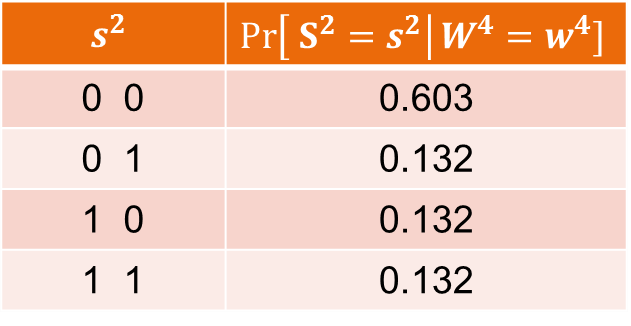 s² Pr[ S² = s² | W⁴ = w⁴]
0 0 0.603
0 1 0.132
1 0 0.132
1 1 0.132